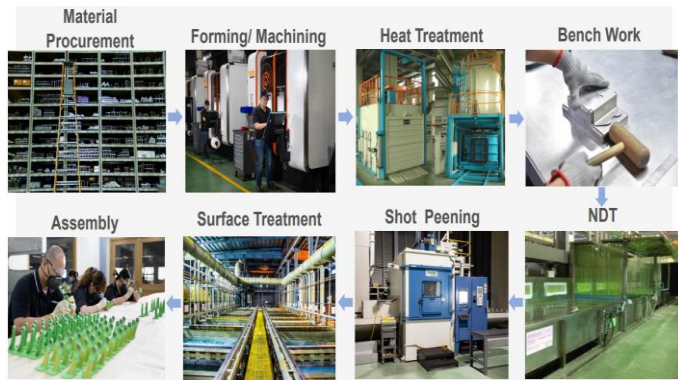 Material
Procurement
Forming/ Machining
Heat Treatment
Bench Work
Assembly
Surface Treatment
Shot Peening
NDT